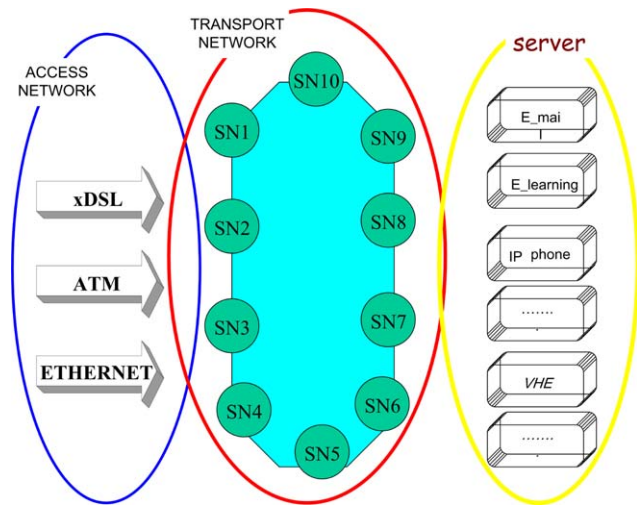 ACCESS
NETWORK
xDSL
ATM
ETHERNET
TRANSPORT
NETWORK
SN10
SN1
SN9
SN2
SN8
SN3
SN7
SN4
SN6
SN5
server
E_mai
l
E_learning
IP phone
.......
.
VHE
.......
.